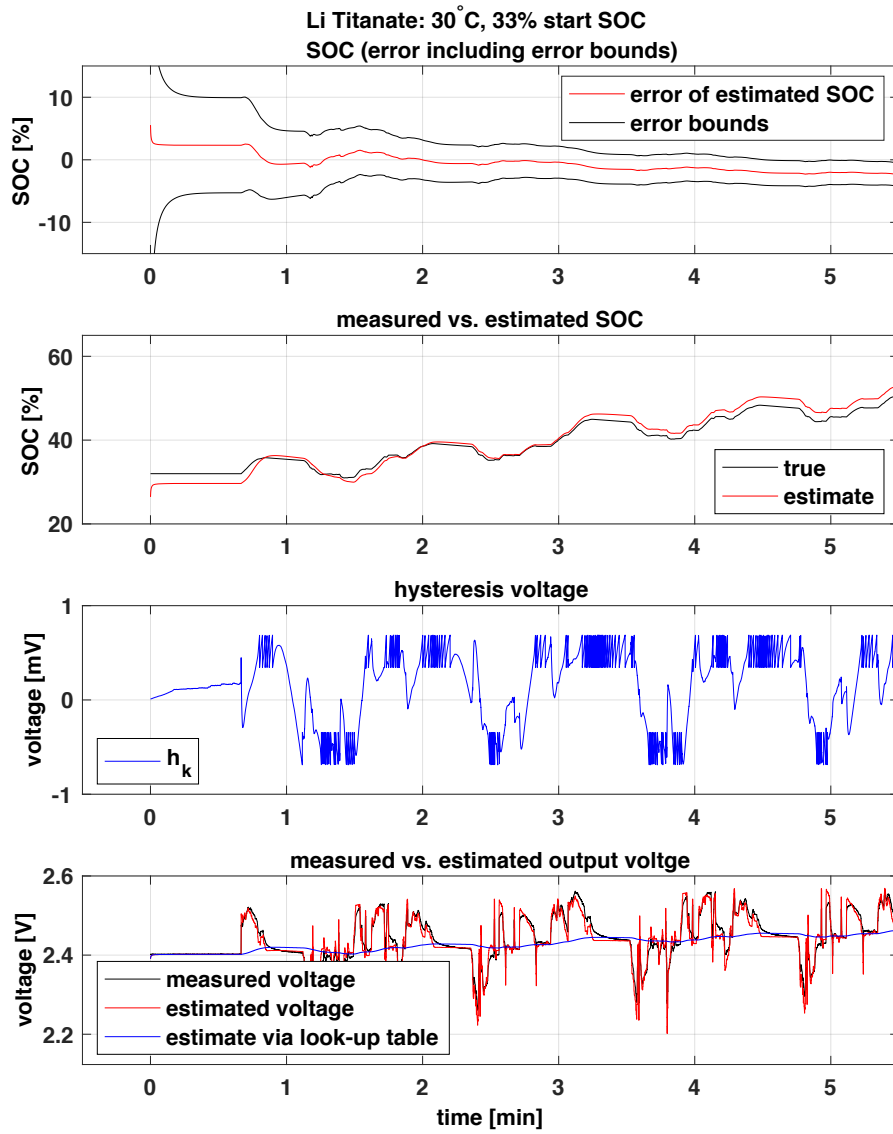 Li Titanate: 30°C, 33% start SOC
SOC (error including error bounds)
SOC [%]
10
0
-10
error of estimated SOC
error bounds
0 1 2 3 4 5
measured vs. estimated SOC
SOC [%]
60
40
20
true
estimate
0 1 2 3 4 5
hysteresis voltage
voltage [mV]
1
0
-1
h_k
0 1 2 3 4 5
measured vs. estimated output voltge
voltage [V]
2.6
2.4
2.2
measured voltage
estimated voltage
estimate via look-up table
0 1 2 3 4 5
time [min]